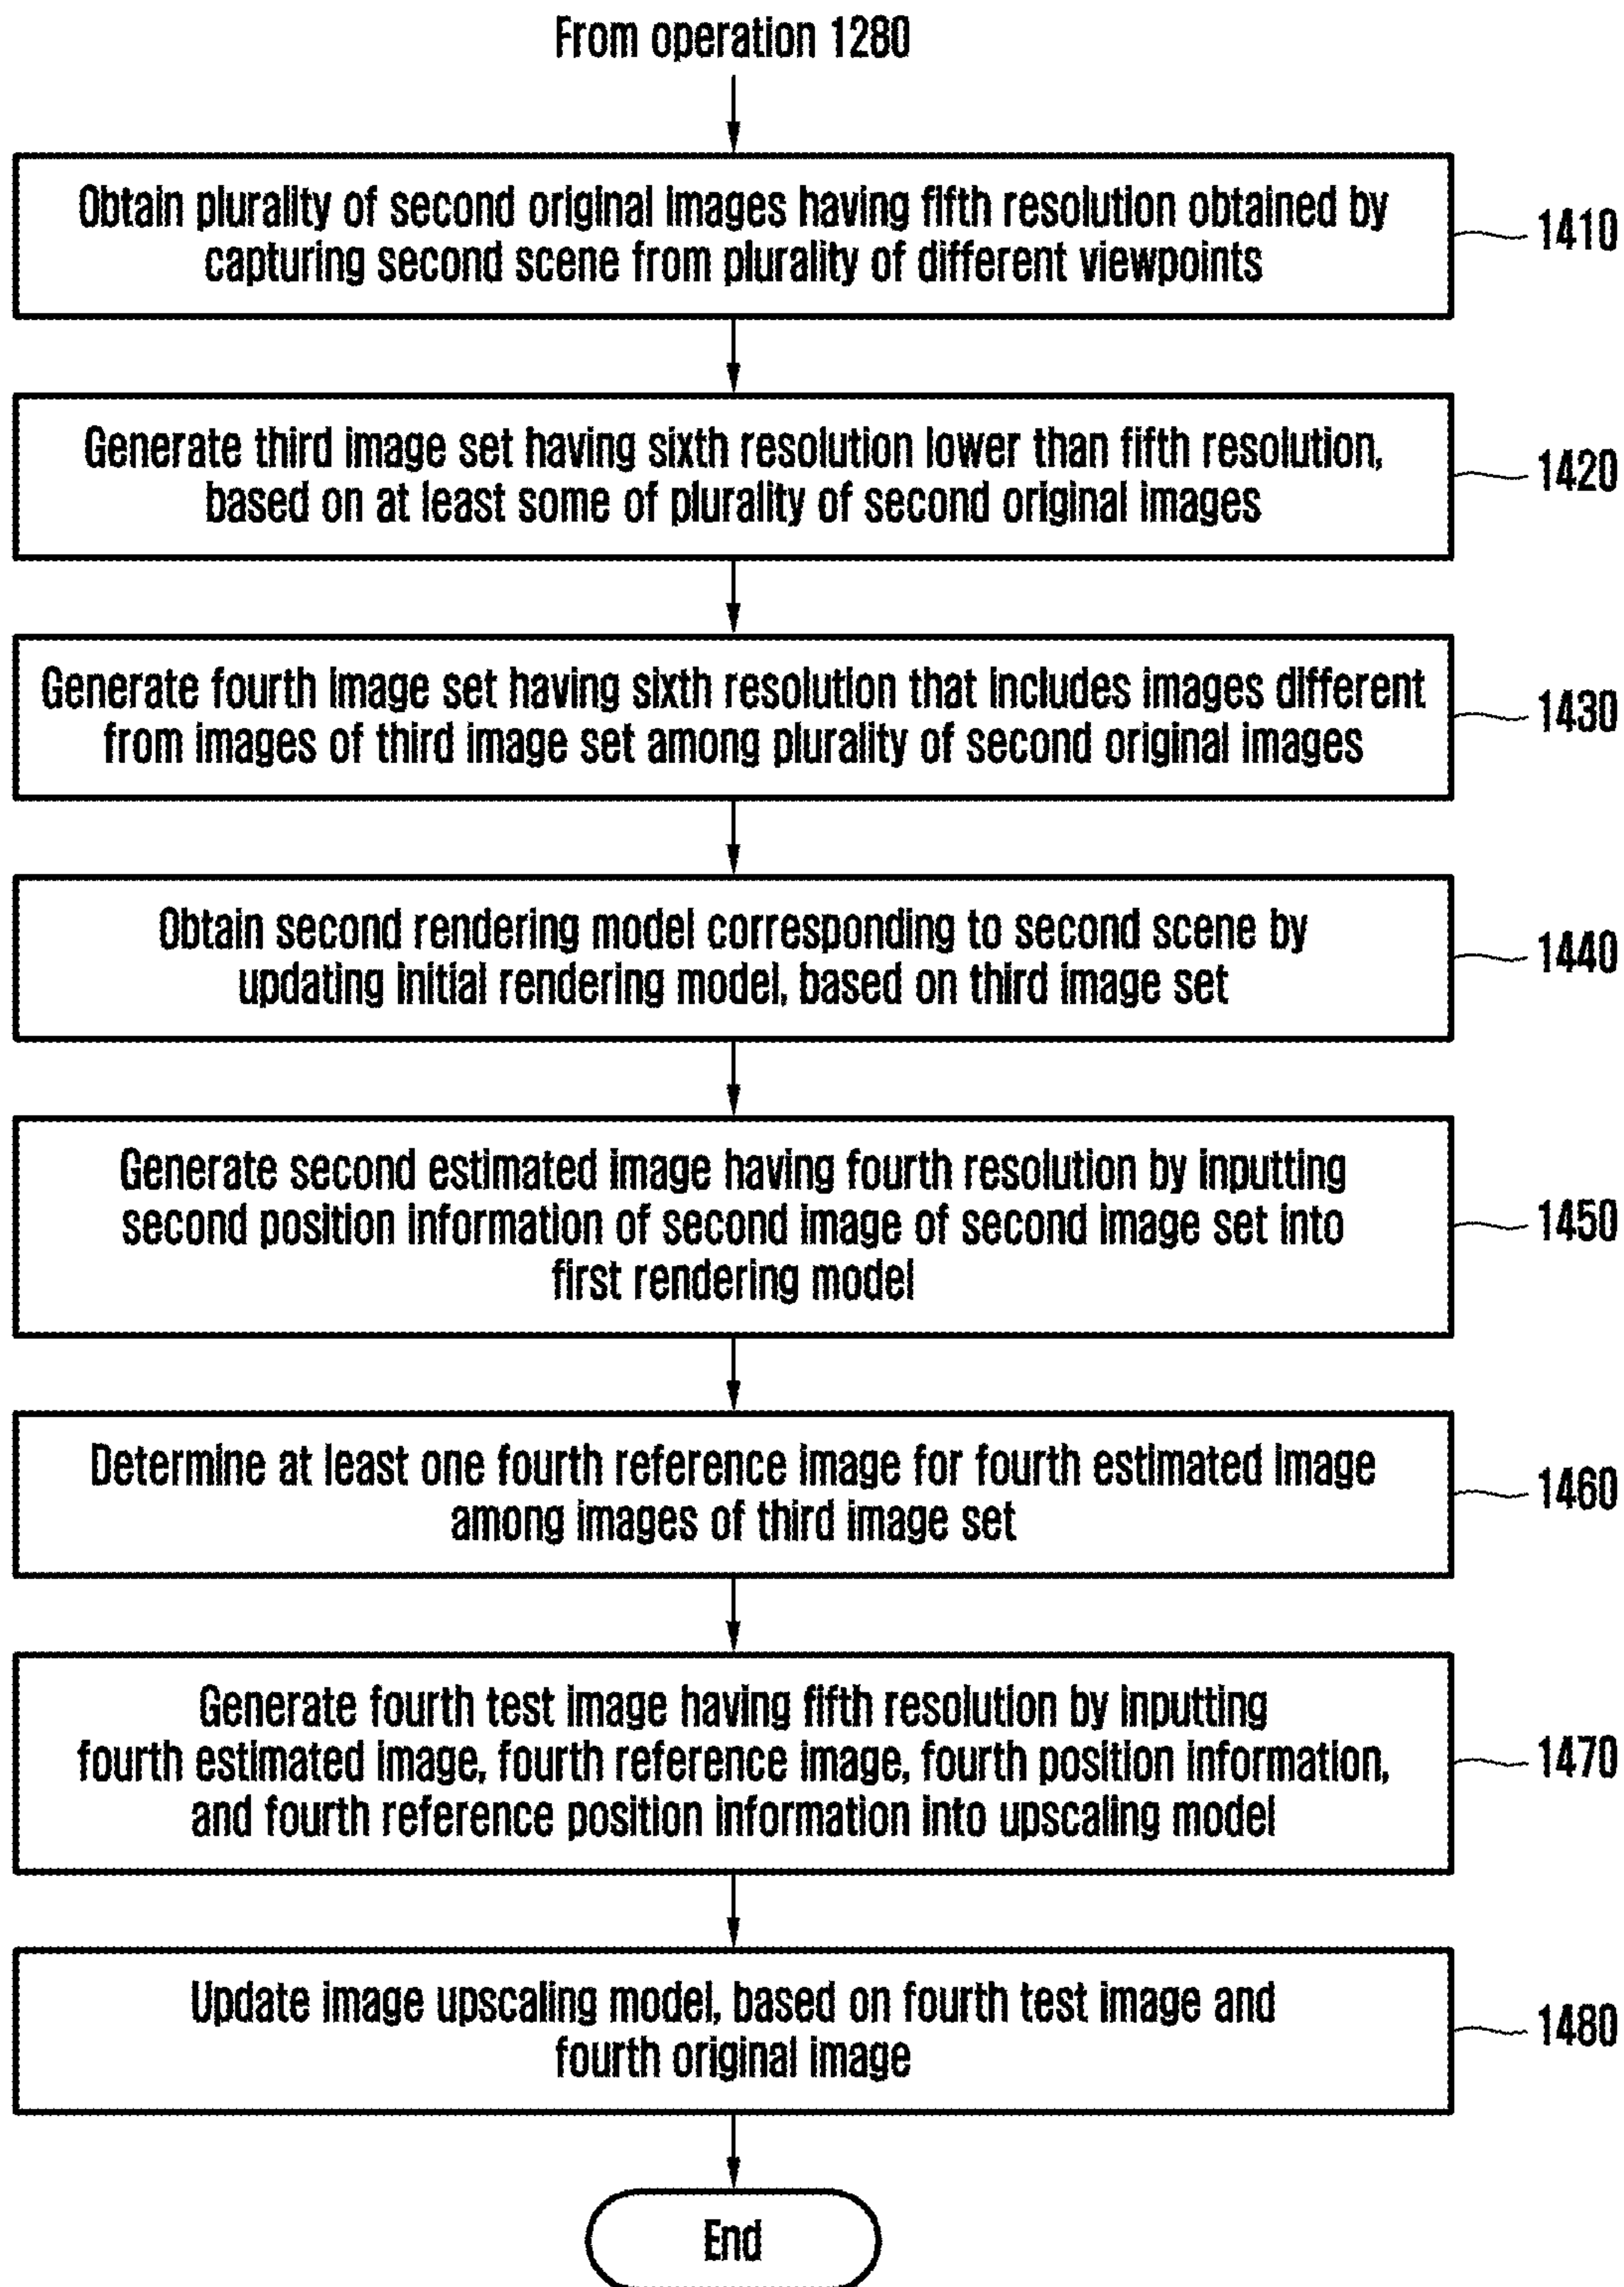 From operation 1280
Obtain plurality of second original images having fifth resolution obtained by
capturing second scene from plurality of different viewpoints
1410
Generate third image set having sixth resolution lower than fifth resolution,
based on at least some of plurality of second original images
1420
Generate fourth image set having sixth resolution that includes images different
from images of third image set among plurality of second original images
1430
Obtain second rendering model corresponding to second scene by
updating initial rendering model, based on third image set
1440
Generate second estimated image having fourth resolution by inputting
second position information of second image of second image set into
first rendering model
1450
Determine at least one fourth reference image for fourth estimated image
among images of third image set
1460
Generate fourth test image having fifth resolution by inputting
fourth estimated image, fourth reference image, fourth position information,
and fourth reference position information into upscaling model
1470
Update image upscaling model, based on fourth test image and
fourth original image
1480
End